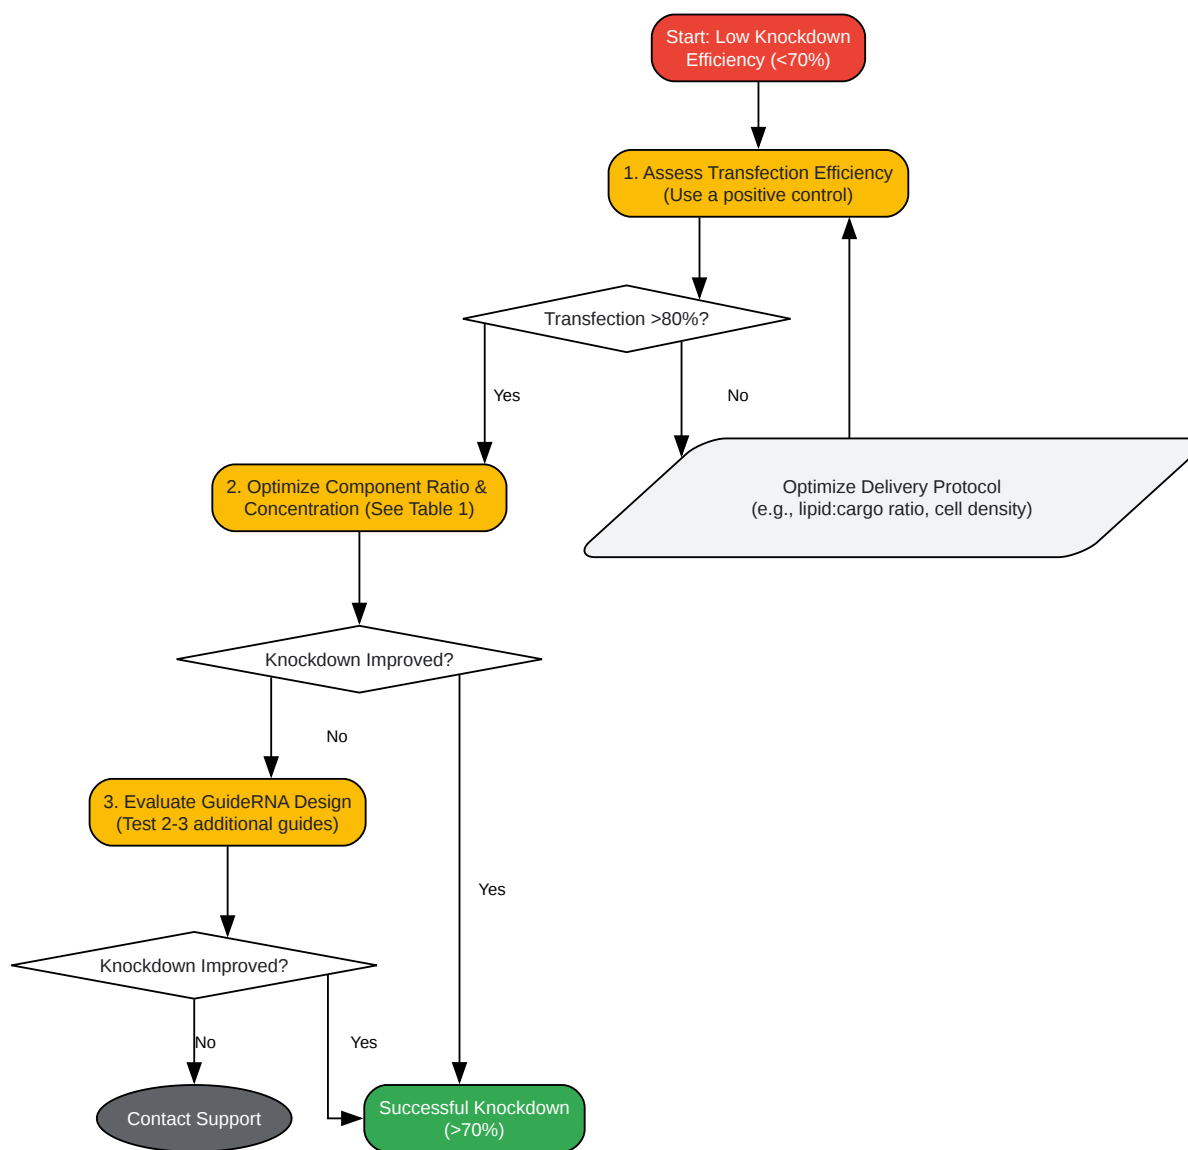 Start: Low Knockdown
Efficiency (<70%)
1. Assess Transfection Efficiency
(Use a positive control)
Transfection >80%?
Yes
No
2. Optimize Component Ratio &
Concentration (See Table 1)
Optimize Delivery Protocol
(e.g., lipid:cargo ratio, cell density)
Knockdown Improved?
No
3. Evaluate GuideRNA Design
(Test 2-3 additional guides)
Yes
Knockdown Improved?
No
Yes
Contact Support
Successful Knockdown
(>70%)